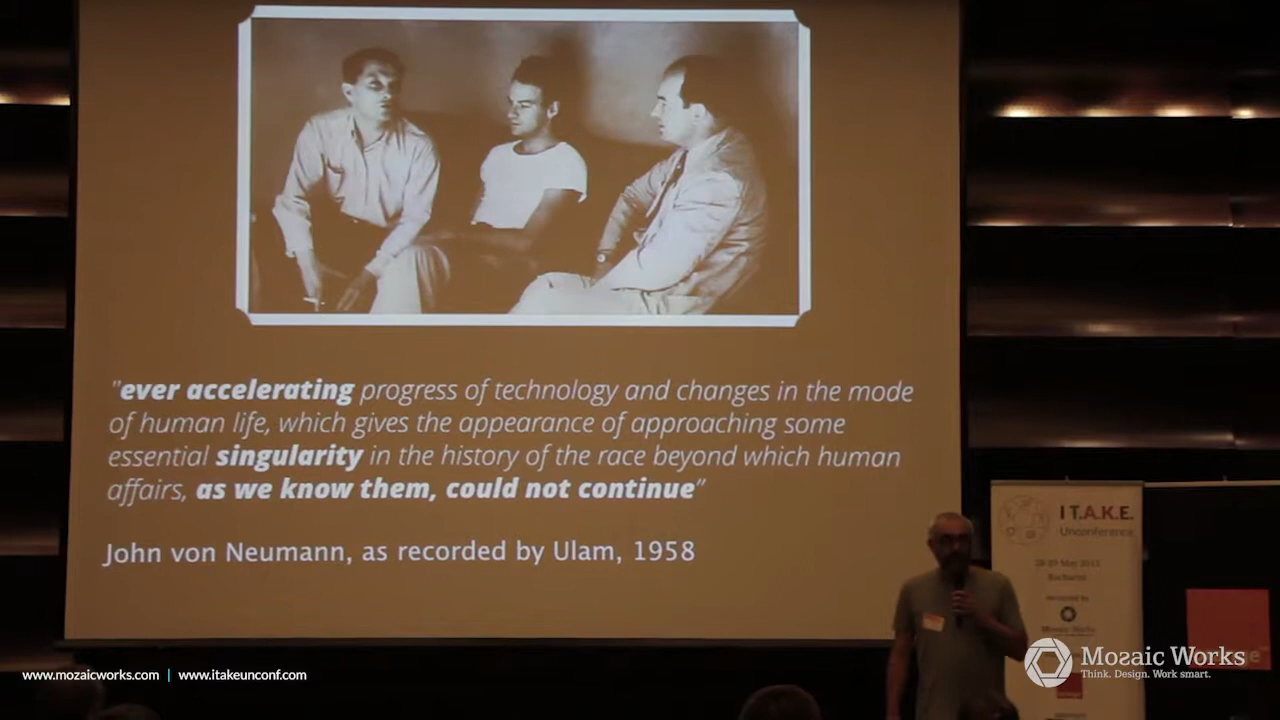 "ever accelerating progress of technology and changes in the mode
of human life, which gives the appearance of approaching some
essential singularity in the history of the race beyond which human
affairs, as we know them, could not continue"
John von Neumann, as recorded by Ulam, 1958
I T.A.K.E.
Unconference
Bucharest
Mozaic Works
Think. Design. Work smart.
www.mozaicworks.com | www.itakeunconf.com